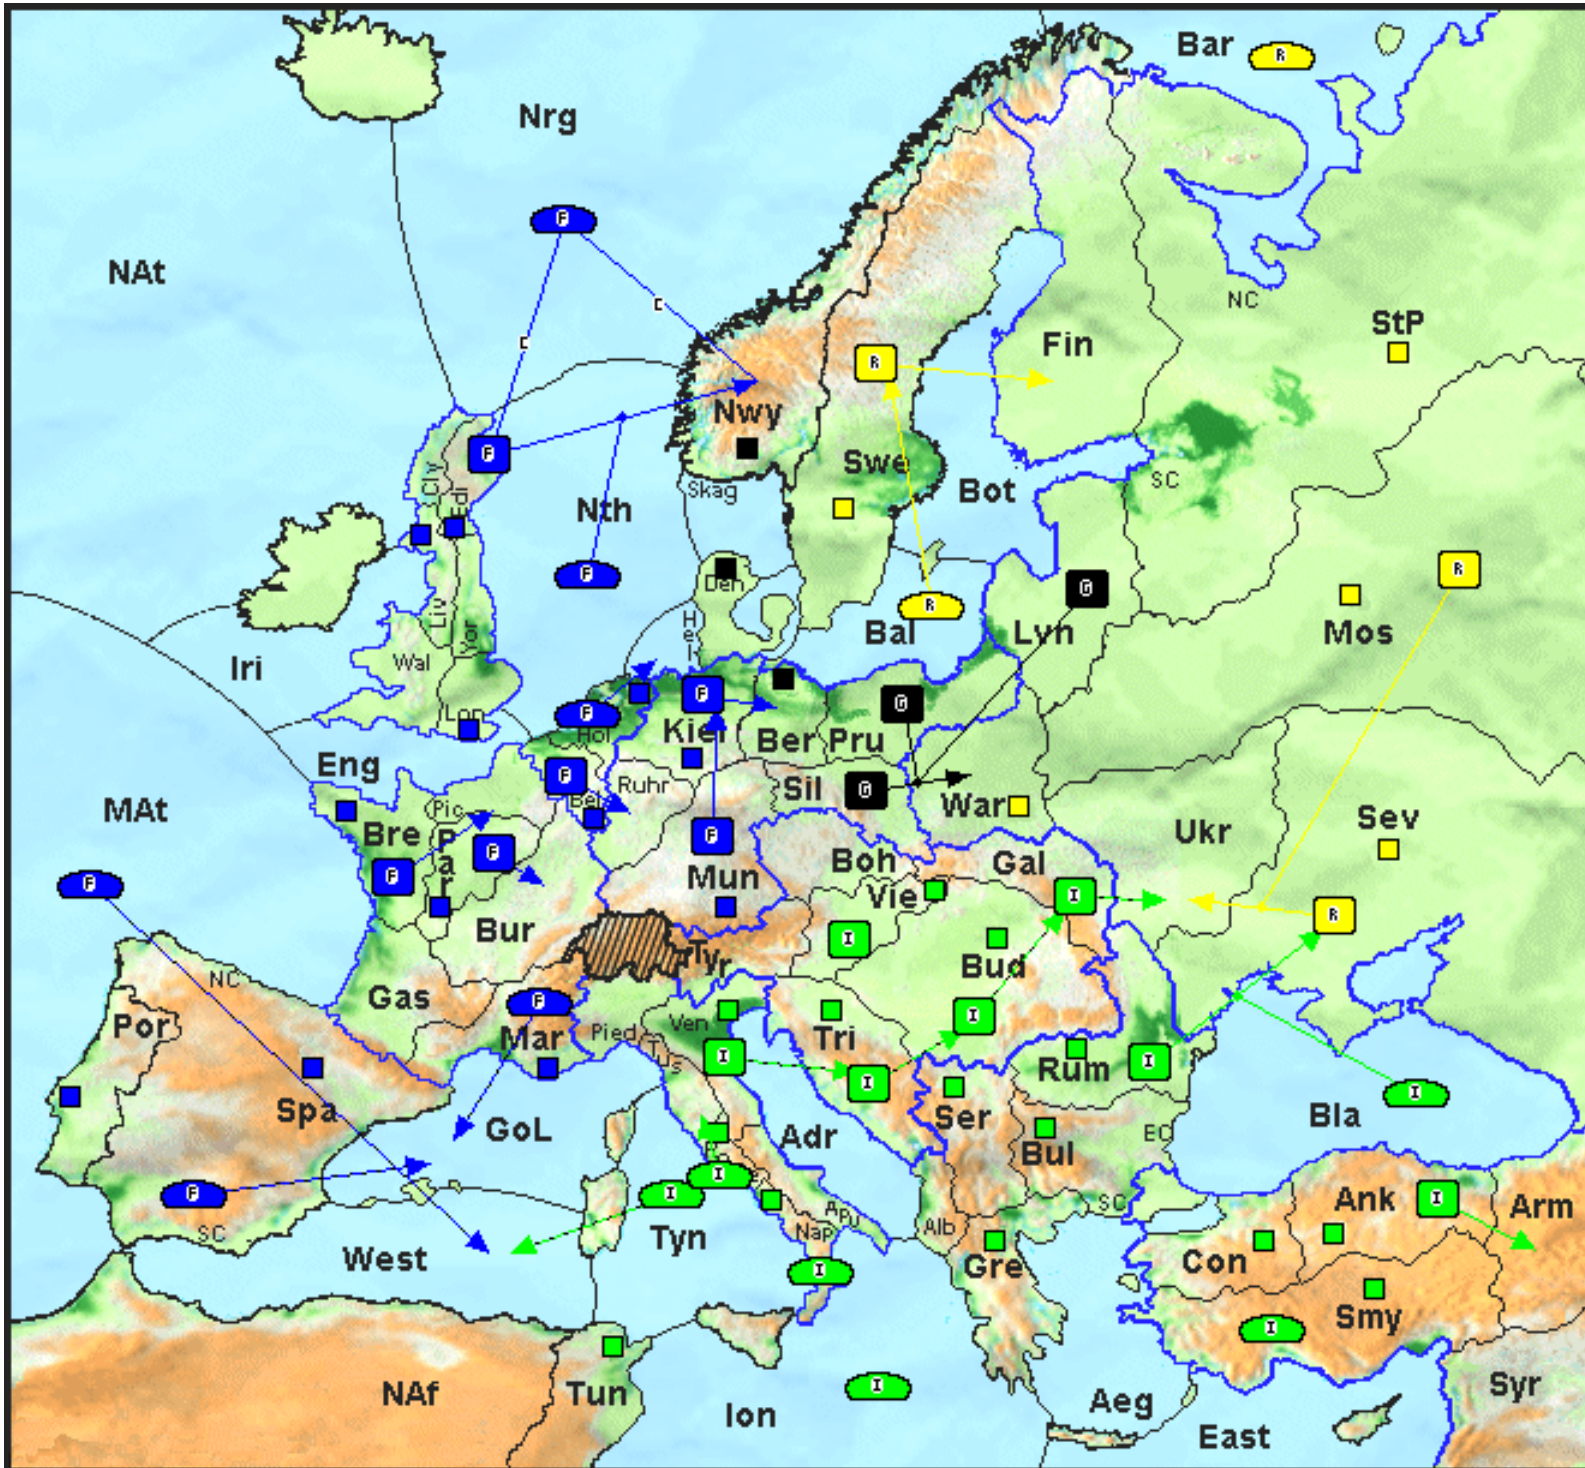 Bar
R
Nrg
F
NAt
C
NC
C
StP
Fin
R
Nwy
F
Cly
Edi
Swe
SC
Skag
Bot
Nth
R
F
G
Den
R
Liv
Yor
Hel
Bal
Lvn
Mos
Iri
Wal
F
G
Lon
F
Hol
Kiel
Ber
Pru
Eng
F
Ruhr
Sil
G
War
MAt
Pic
Bel
Bre
Par
F
F
Ukr
Sev
Boh
Gal
F
F
Mun
Vie
I
R
Bur
I
Tyr
Bud
NC
Gas
F
Por
Mar
Pied
Ven
Tri
I
Tus
I
Rum
I
I
Ser
I
Spa
GoL
Adr
Bla
Bul
EC
F
I
I
Ank
I
Arm
SC
Apu
Alb
SC
West
Tyn
Nap
I
Gre
Con
Smy
I
I
NAf
Tun
Ion
Aeg
Syr
East